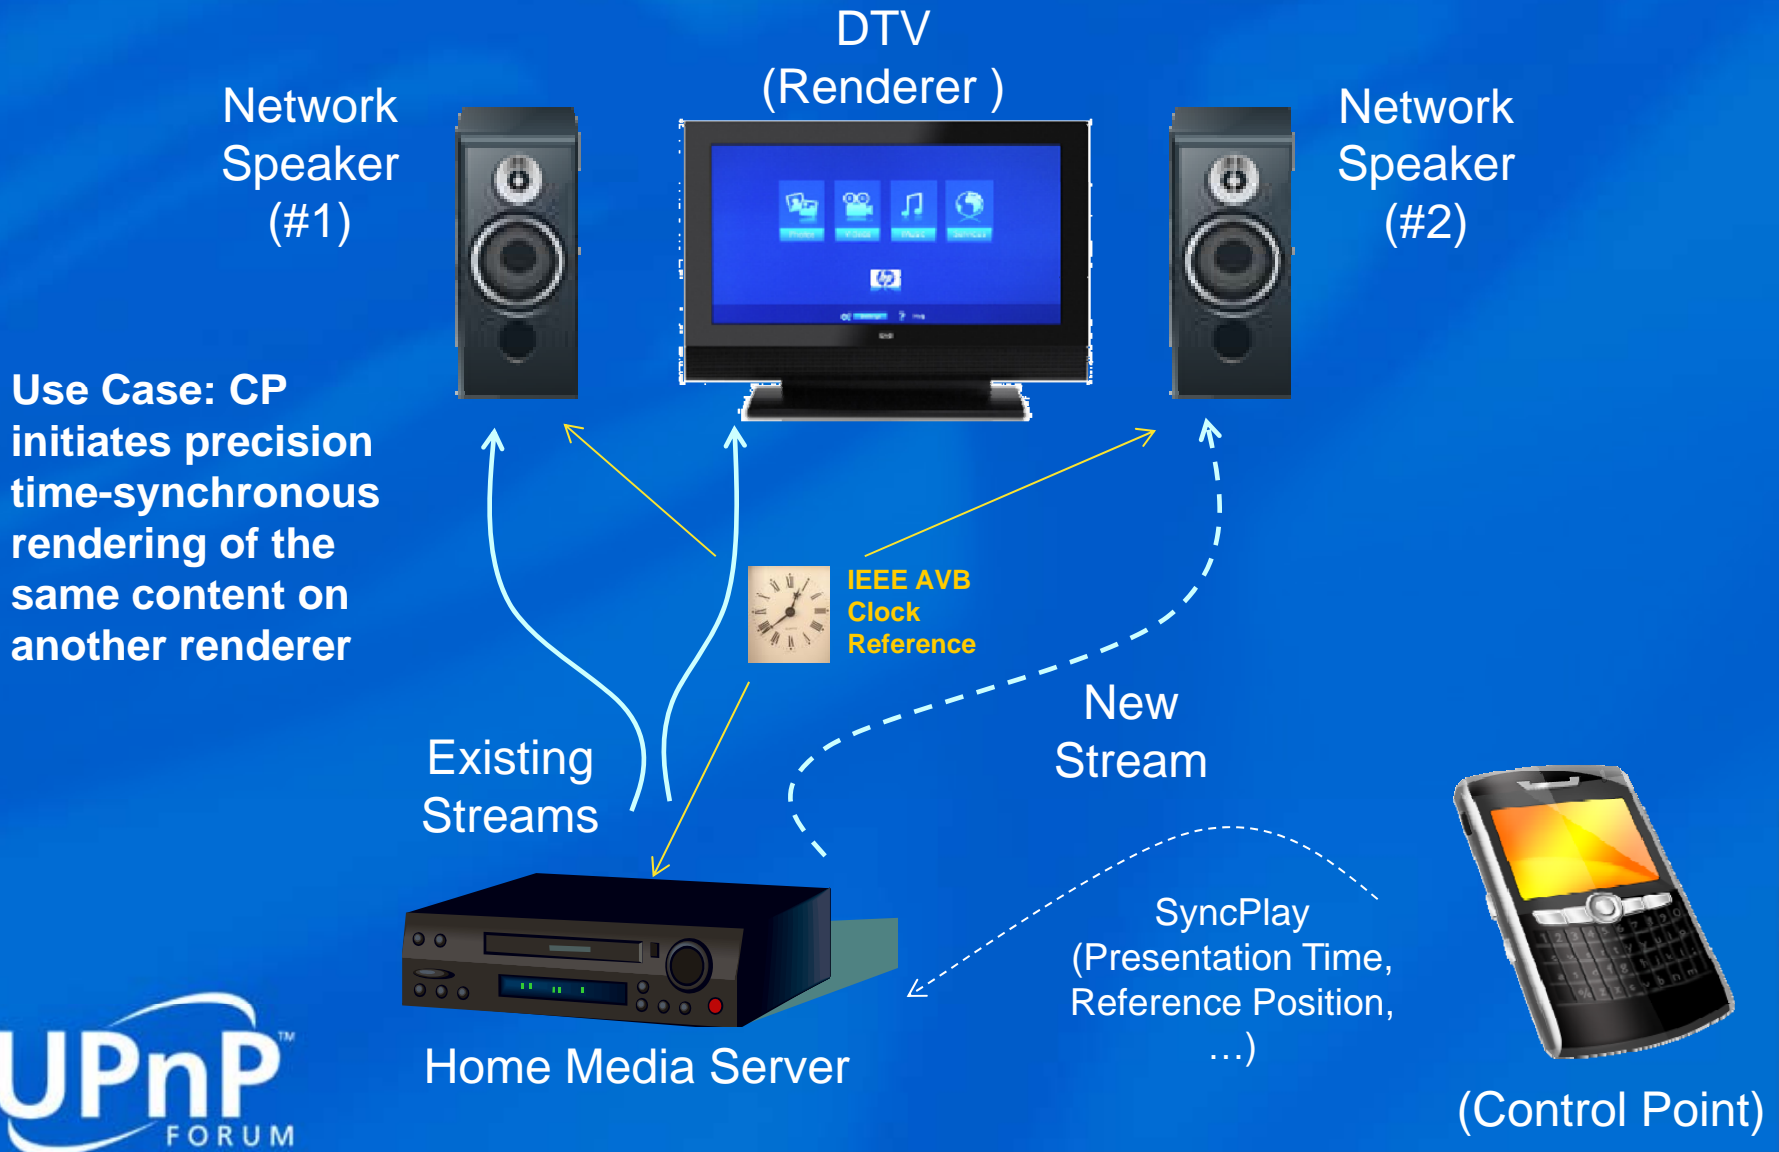 DTV
(Renderer )
Network
Speaker
(#1)
Network
Speaker
(#2)
Use Case: CP
initiates precision
time-synchronous
rendering of the
same content on
another renderer
IEEE AVB
Clock
Reference
New
Stream
Existing
Streams
SyncPlay
(Presentation Time,
Reference Position,
…)
Home Media Server
(Control Point)
UPnP™
FORUM
hp